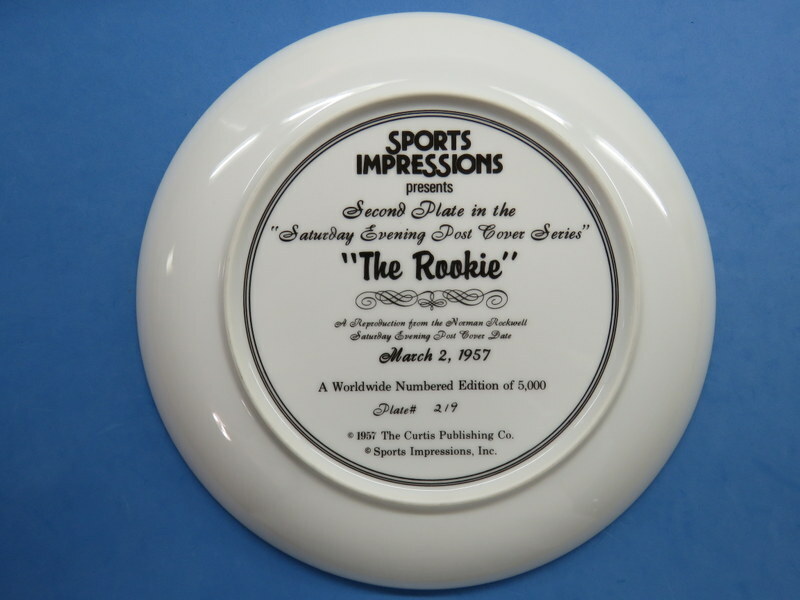 SPORTS
IMPRESSIONS
presents
Second Plate in the
"Saturday Evening Post Cover Series"
"The Rookie"
A Reproduction from the Norman Rockwell
Saturday Evening Post Cover Date
March 2, 1957
A Worldwide Numbered Edition of 5,000
Plate# 219
© 1957 The Curtis Publishing Co.
© Sports Impressions, Inc.